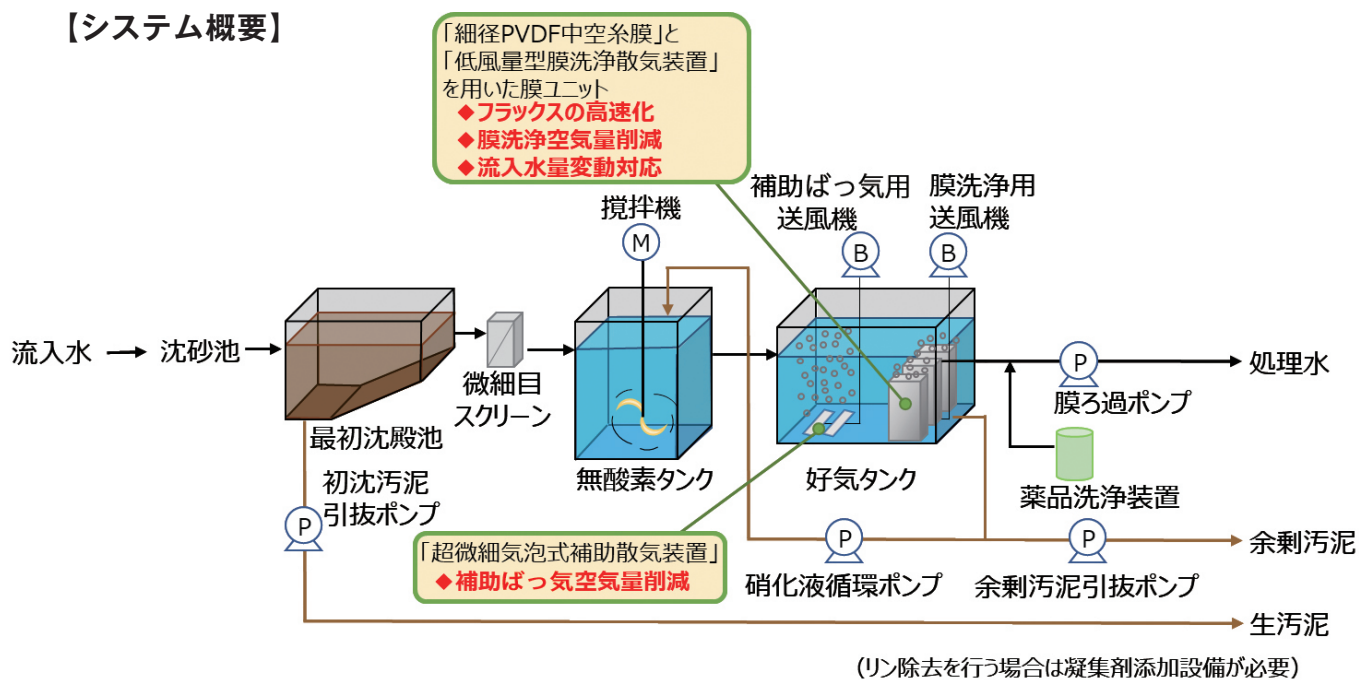 【システム概要】
「細径PVDF中空糸膜」と
「低風量型膜洗浄散気装置」
を用いた膜ユニット
◆フラックスの高速化
◆膜洗浄空気量削減
◆流入水量変動対応
補助ばっ気用
送風機
膜洗浄用
送風機
撹拌機
M
B
B
流入水
沈砂池
最初沈殿池
微細目
スクリーン
無酸素タンク
好気タンク
P
膜ろ過ポンプ
処理水
薬品洗浄装置
初沈汚泥
引抜ポンプ
P
「超微細気泡式補助散気装置」
◆補助ばっ気空気量削減
P
硝化液循環ポンプ
P
余剰汚泥引抜ポンプ
余剰汚泥
生汚泥
(リン除去を行う場合は凝集剤添加設備が必要)